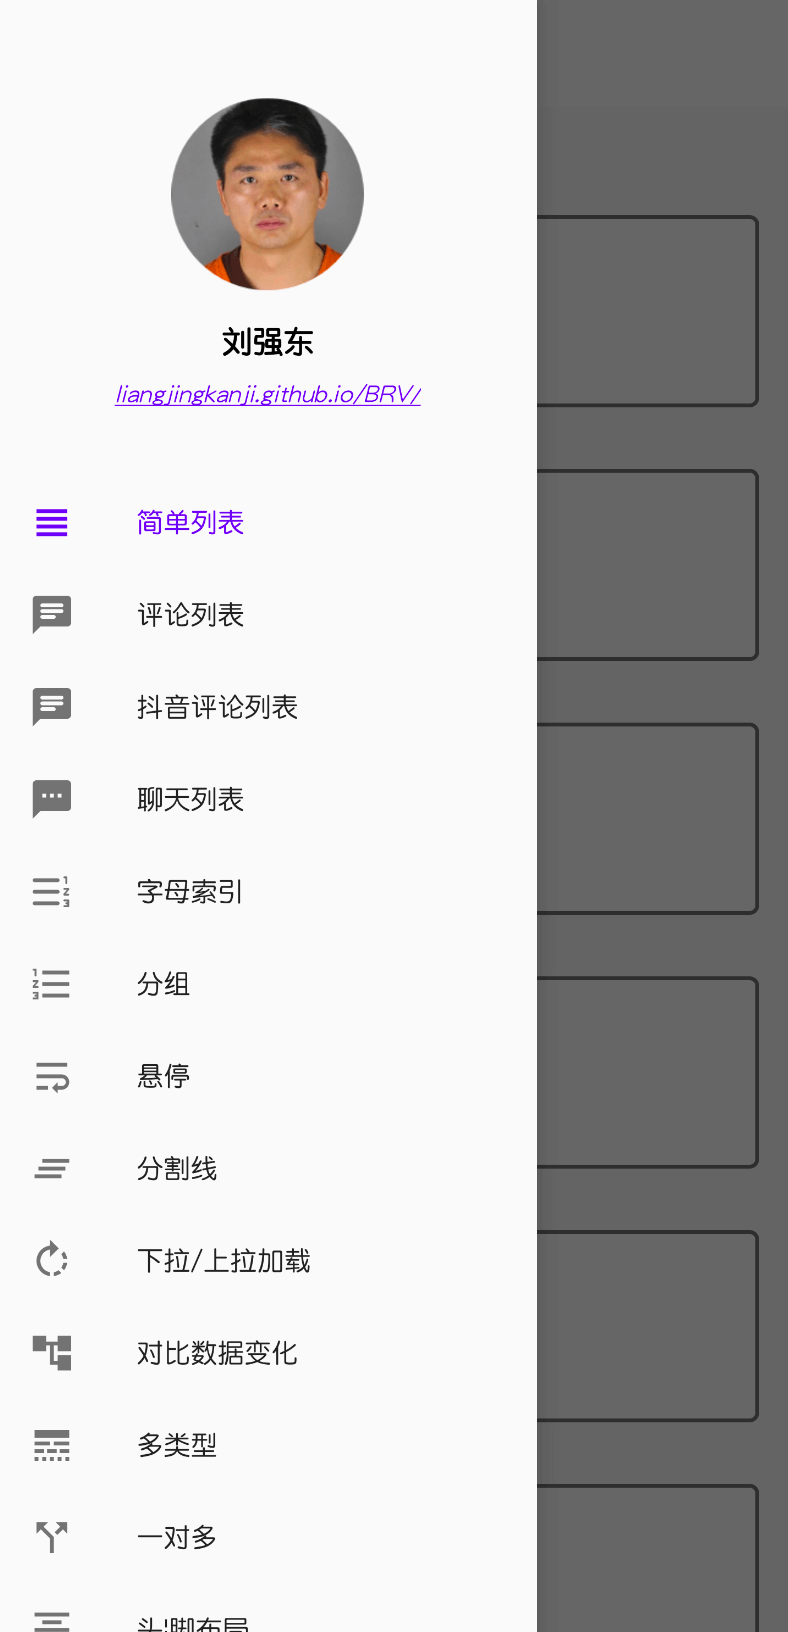 刘强东
liangjingkanji.github.io/BRV/
简单列表
评论列表
抖音评论列表
聊天列表
字母索引
分组
悬停
分割线
下拉/上拉加载
对比数据变化
多类型
一对多